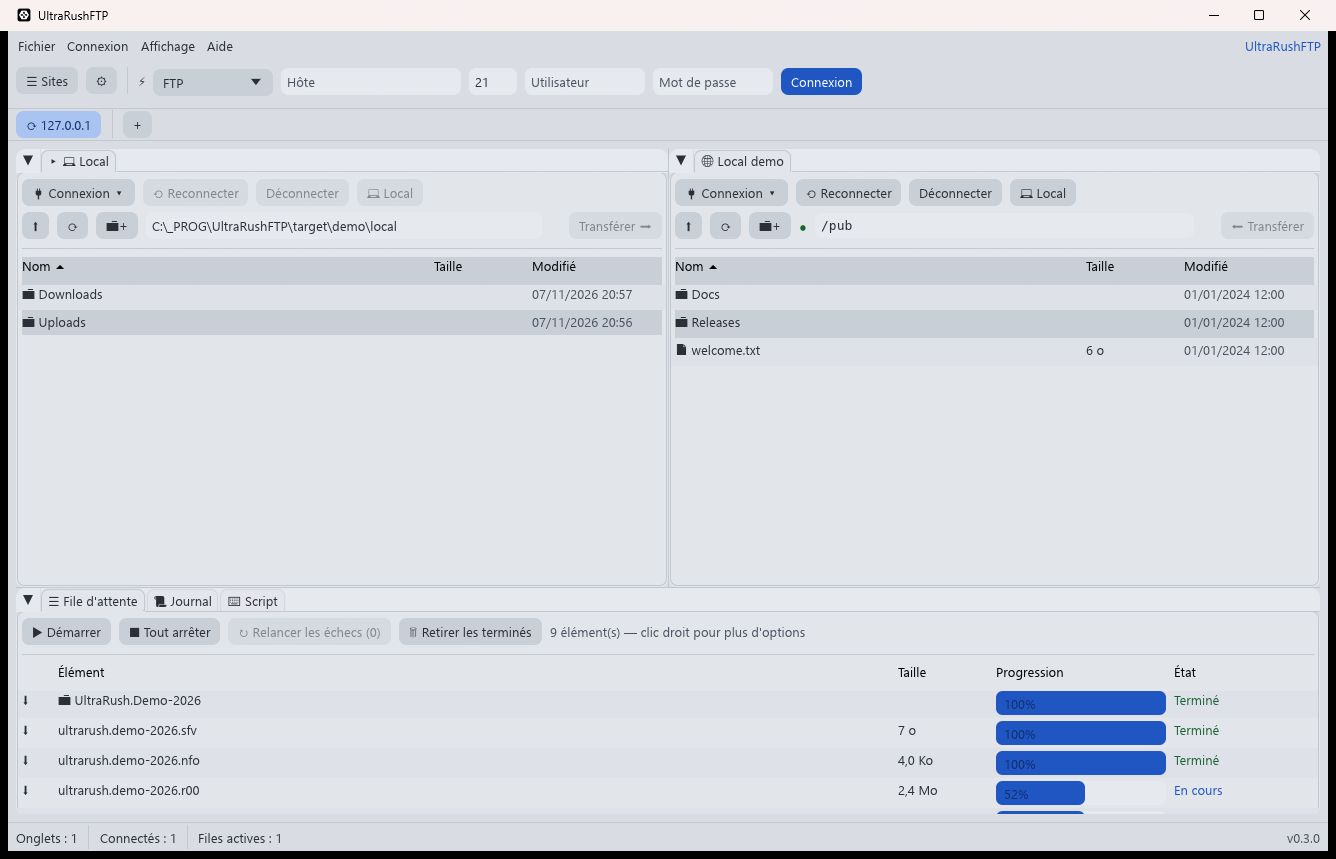 UltraRushFTP
Fichier Connexion Affichage Aide UltraRushFTP
Sites FTP Hôte 21 Utilisateur Mot de passe Connexion
127.0.0.1 +
Local
Connexion Reconnecter Déconnecter Local
C:\_PROG\UltraRushFTP\target\demo\local Transférer →
Nom Taille Modifié
Downloads 07/11/2026 20:57
Uploads 07/11/2026 20:56
Local demo
Connexion Reconnecter Déconnecter Local
/pub ← Transférer
Nom Taille Modifié
Docs 01/01/2024 12:00
Releases 01/01/2024 12:00
welcome.txt 6 o 01/01/2024 12:00
File d'attente Journal Script
Démarrer Tout arrêter Relancer les échecs (0) Retirer les terminés 9 élément(s) — clic droit pour plus d'options
Élément Taille Progression État
UltraRush.Demo-2026 100% Terminé
ultrarush.demo-2026.sfv 7 o 100% Terminé
ultrarush.demo-2026.nfo 4,0 Ko 100% Terminé
ultrarush.demo-2026.r00 2,4 Mo 52% En cours
Onglets : 1 Connectés : 1 Files actives : 1 v0.3.0